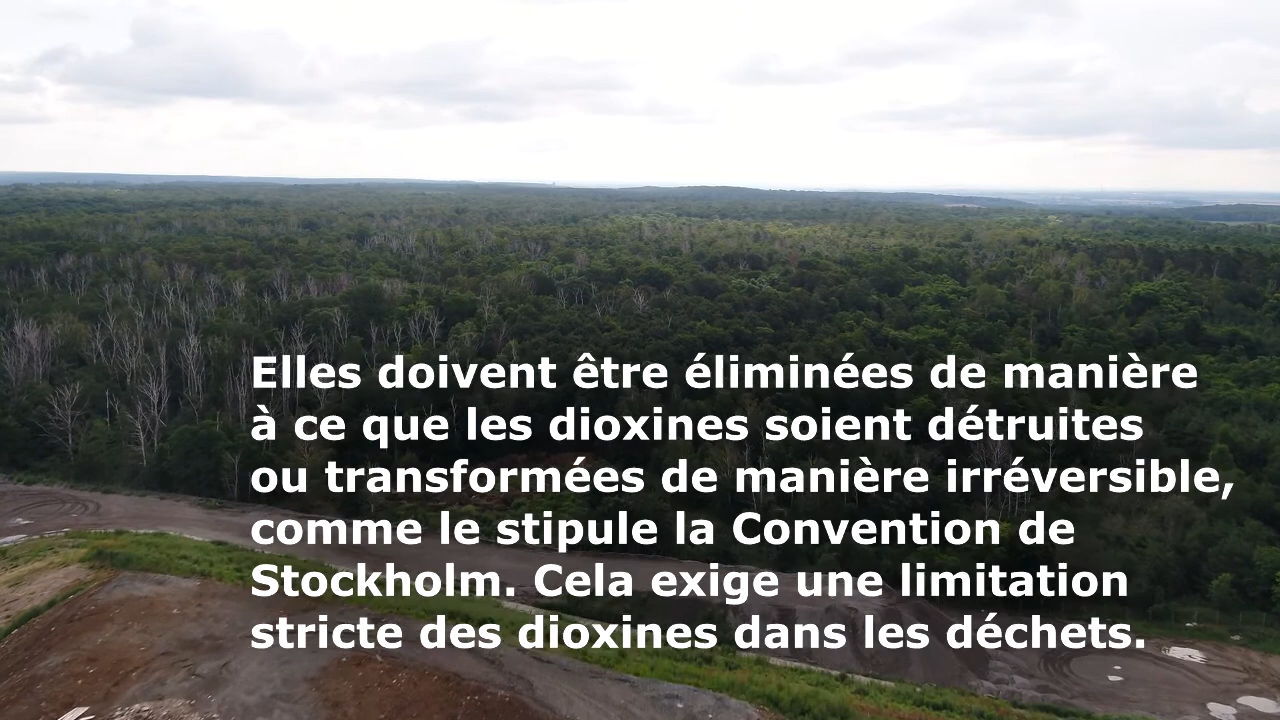 Elles doivent être éliminées de manière
à ce que les dioxines soient détruites
ou transformées de manière irréversible,
comme le stipule la Convention de
Stockholm. Cela exige une limitation
stricte des dioxines dans les déchets.